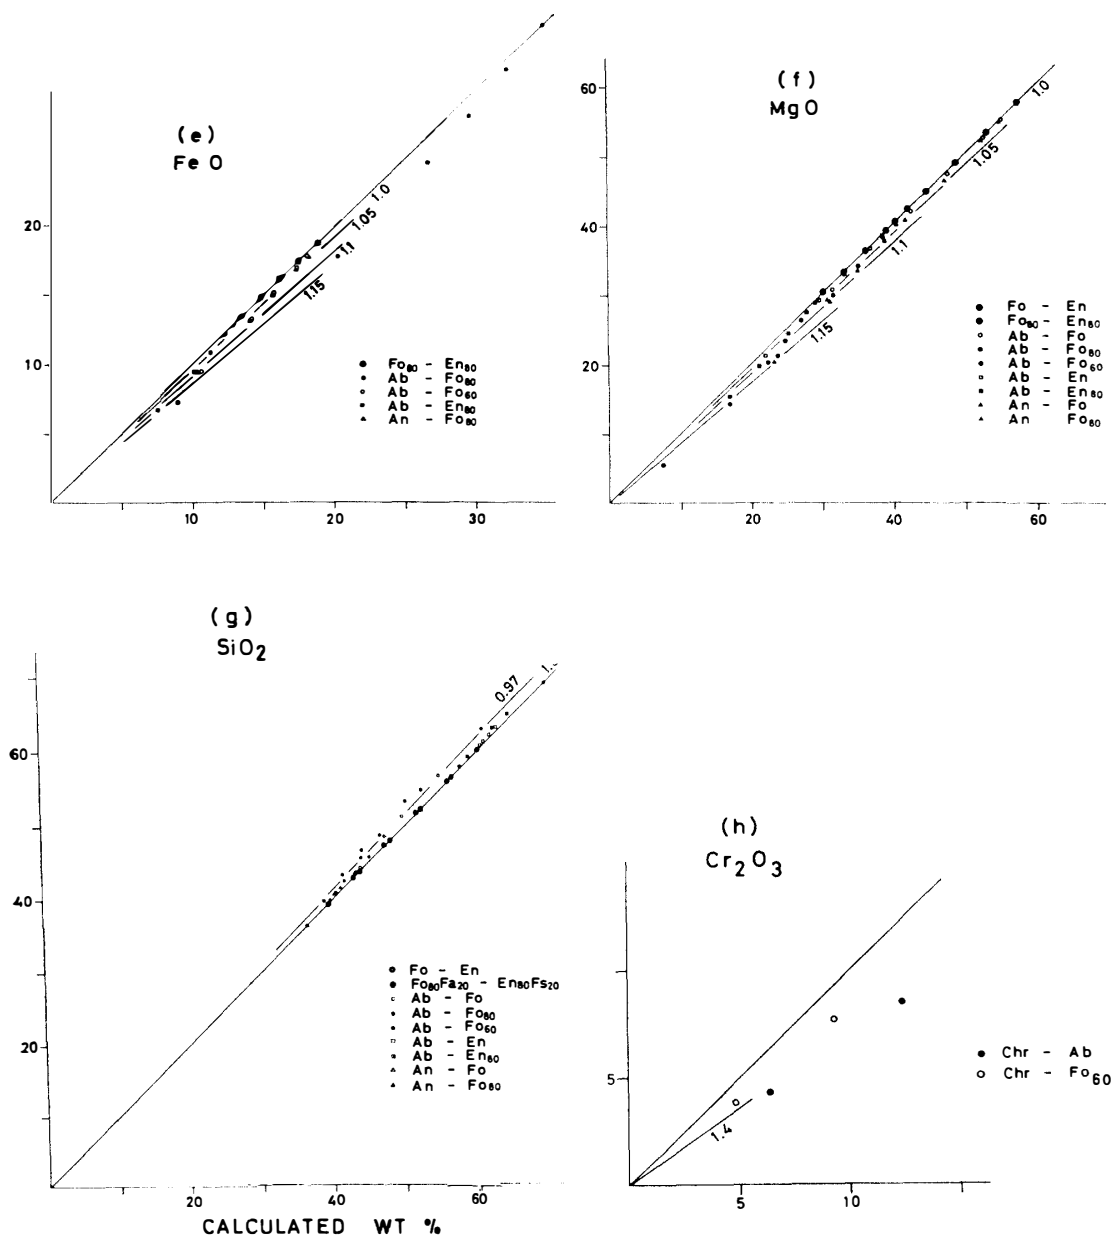 (e)
FeO
20
10
10
20
30
1.0
1.05
1.1
1.15
Fo80 – En80
Ab – Fo80
Ab – Fo60
Ab – En80
An – Fo80
(f)
MgO
60
40
20
20
40
60
1.0
1.05
1.1
1.15
Fo – En
Fo80 – En80
Ab – Fo
Ab – Fo80
Ab – Fo60
Ab – En
Ab – En80
An – Fo
An – Fo80
(g)
SiO2
60
40
20
20
40
60
0.97
1.
Fo – En
Fo80Fa20 – En80Fs20
Ab – Fo
Ab – Fo80
Ab – Fo60
Ab – En
Ab – En80
An – Fo
An – Fo80
CALCULATED WT %
(h)
Cr2O3
5
5
10
1.4
Chr – Ab
Chr – Fo60